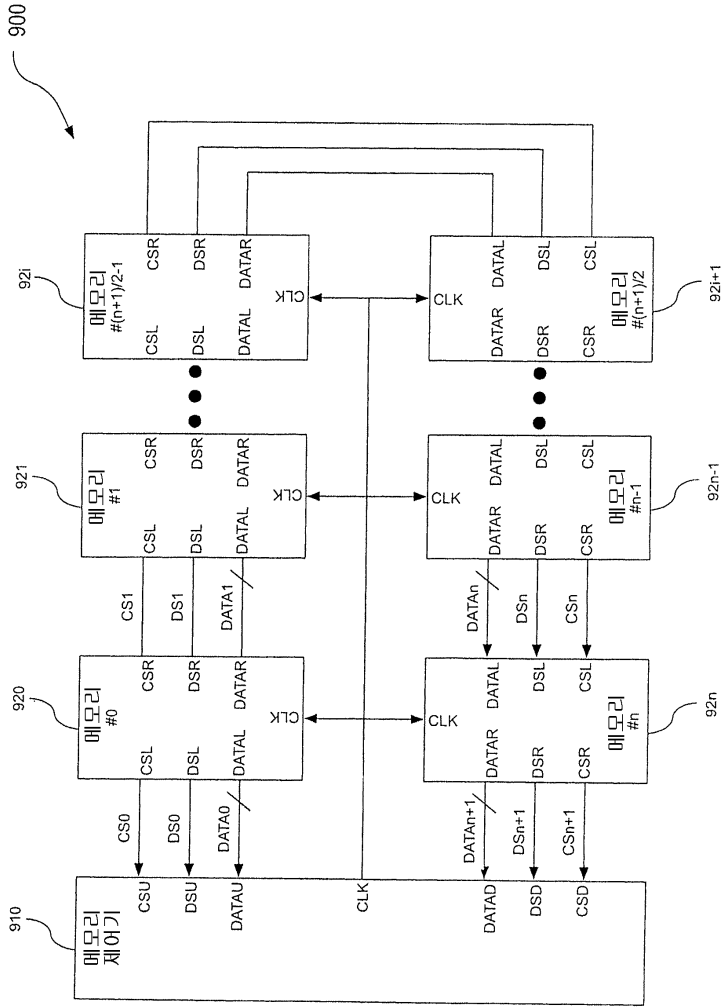 900
92i
921
920
910
메모리
#(n+1)/2-1
CSL
CSR
DSL
DSR
DATAL
DATAR
CLK
메모리
#1
CSL
CSR
DSL
DSR
DATAL
DATAR
CLK
CS1
DS1
DATA1
메모리
#0
CSL
CSR
DSL
DSR
DATAL
DATAR
CLK
CS0
DS0
DATA0
메모리
제어기
CSU
DSU
DATAU
CLK
DATAD
DSD
CSD
DATAn+1
DSn+1
CSn+1
CLK
DATAR
DATAL
DSR
DSL
CSR
CSL
메모리
#n
92n
DATAn
DSn
CSn
CLK
DATAR
DATAL
DSR
DSL
CSR
CSL
메모리
#n-1
92n-1
CLK
DATAR
DATAL
DSR
DSL
CSR
CSL
메모리
#(n+1)/2
92i+1